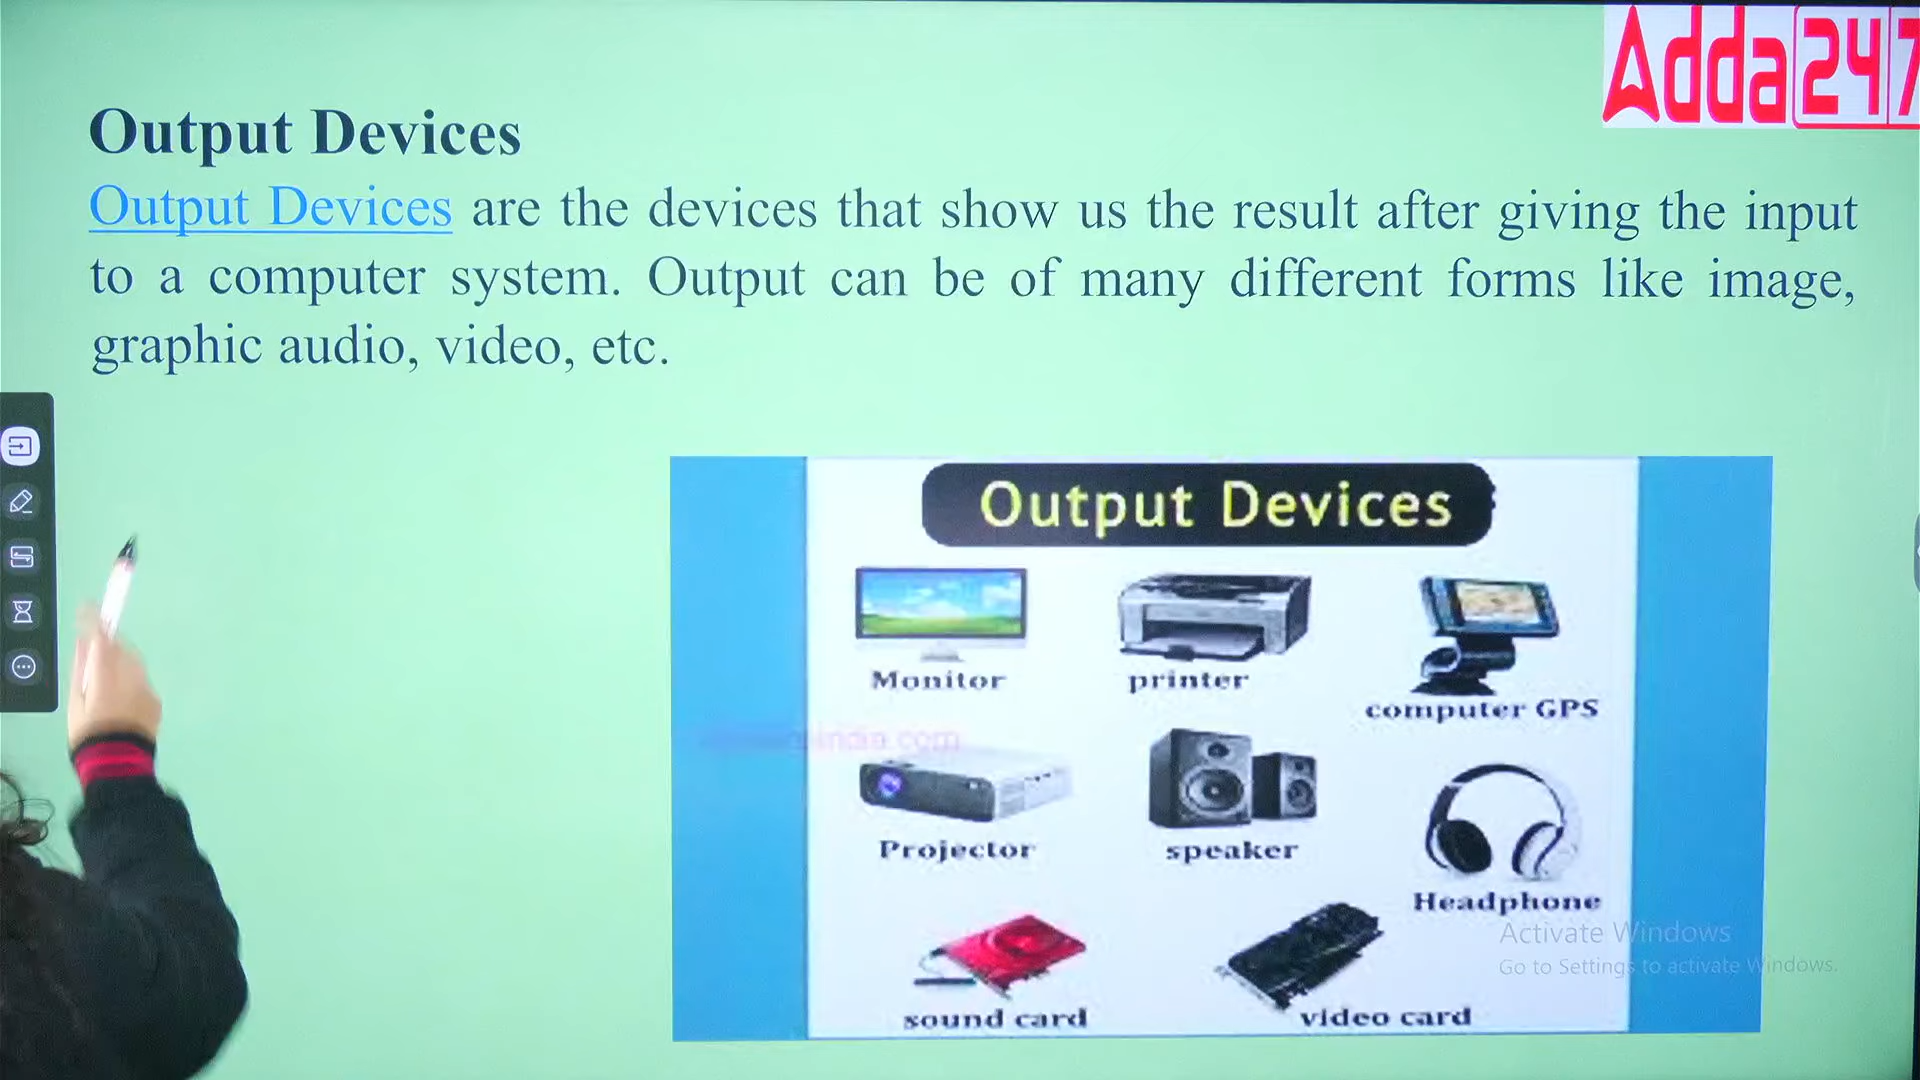 Adda247
Output Devices
Output Devices are the devices that show us the result after giving the input
to a computer system. Output can be of many different forms like image,
graphic audio, video, etc.
Output Devices
Monitor
printer
computer GPS
Projector
speaker
Headphone
sound card
video card
Activate Windows
Go to Settings to activate Windows.